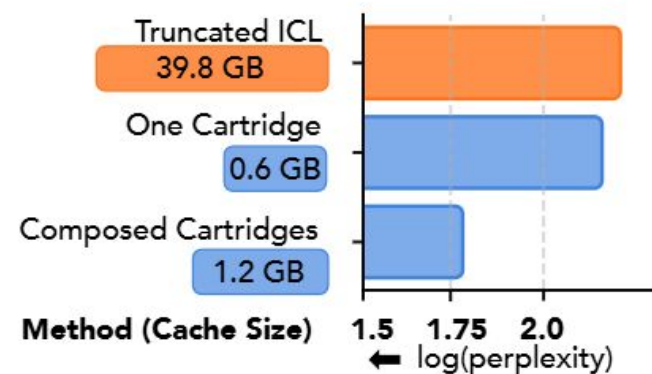 Truncated ICL
39.8 GB
One Cartridge
0.6 GB
Composed Cartridges
1.2 GB
Method (Cache Size)
1.5 1.75 2.0
← log(perplexity)